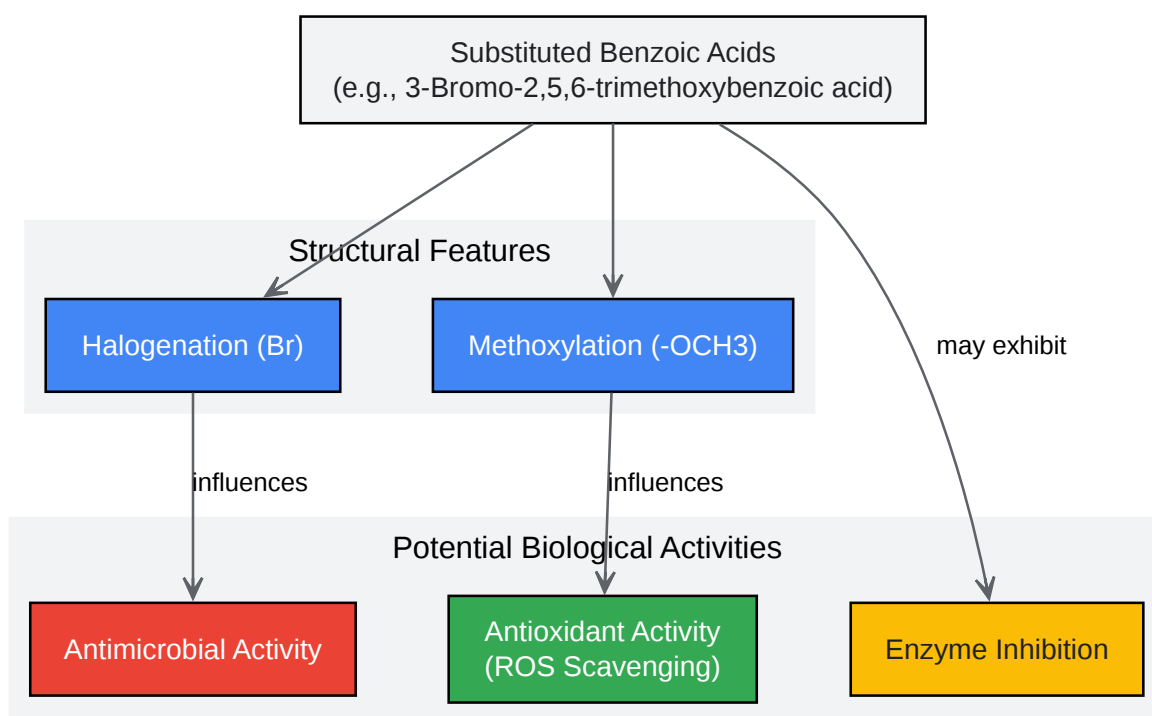 Substituted Benzoic Acids
(e.g., 3-Bromo-2,5,6-trimethoxybenzoic acid)
Structural Features
Halogenation (Br)
Methoxylation (-OCH3)
may exhibit
influences
influences
Potential Biological Activities
Antimicrobial Activity
Antioxidant Activity
(ROS Scavenging)
Enzyme Inhibition